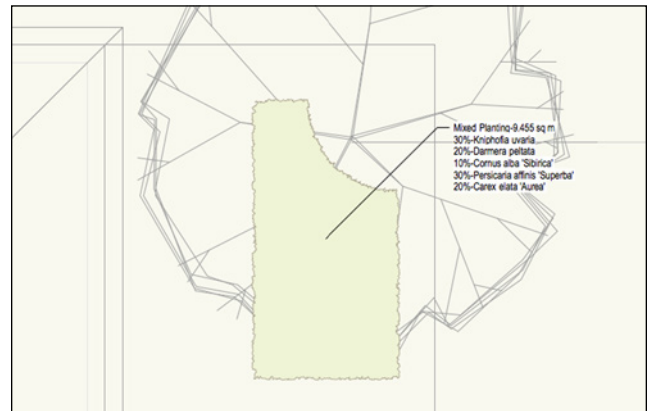 Mixed Planting-9.455 sq m
30%-Kniphofia uvaria
20%-Darmera peltata
10%-Cornus alba 'Sibirica'
30%-Persicaria affinis 'Superba'
20%-Carex elata 'Aurea'